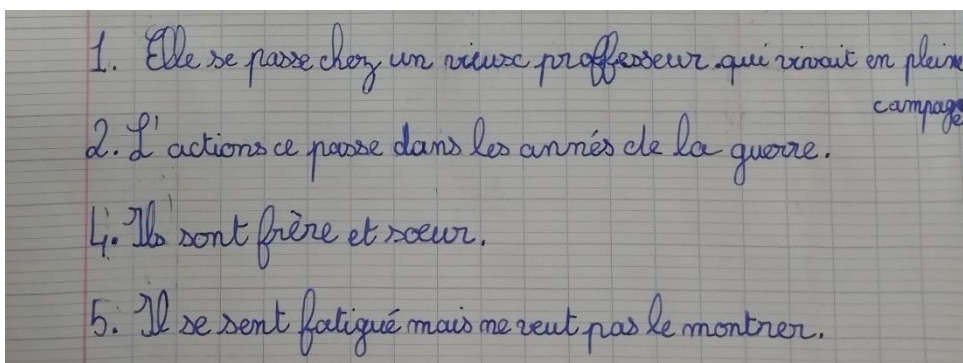 1. Elle se passe chez un vieux proffesseur qui vivait en pleine
campage
2. L'actions ce passe dans les annés de la guerre.
4. Ils sont frère et soeur.
5. Il se sent fatigué mais ne veut pas le montrer.